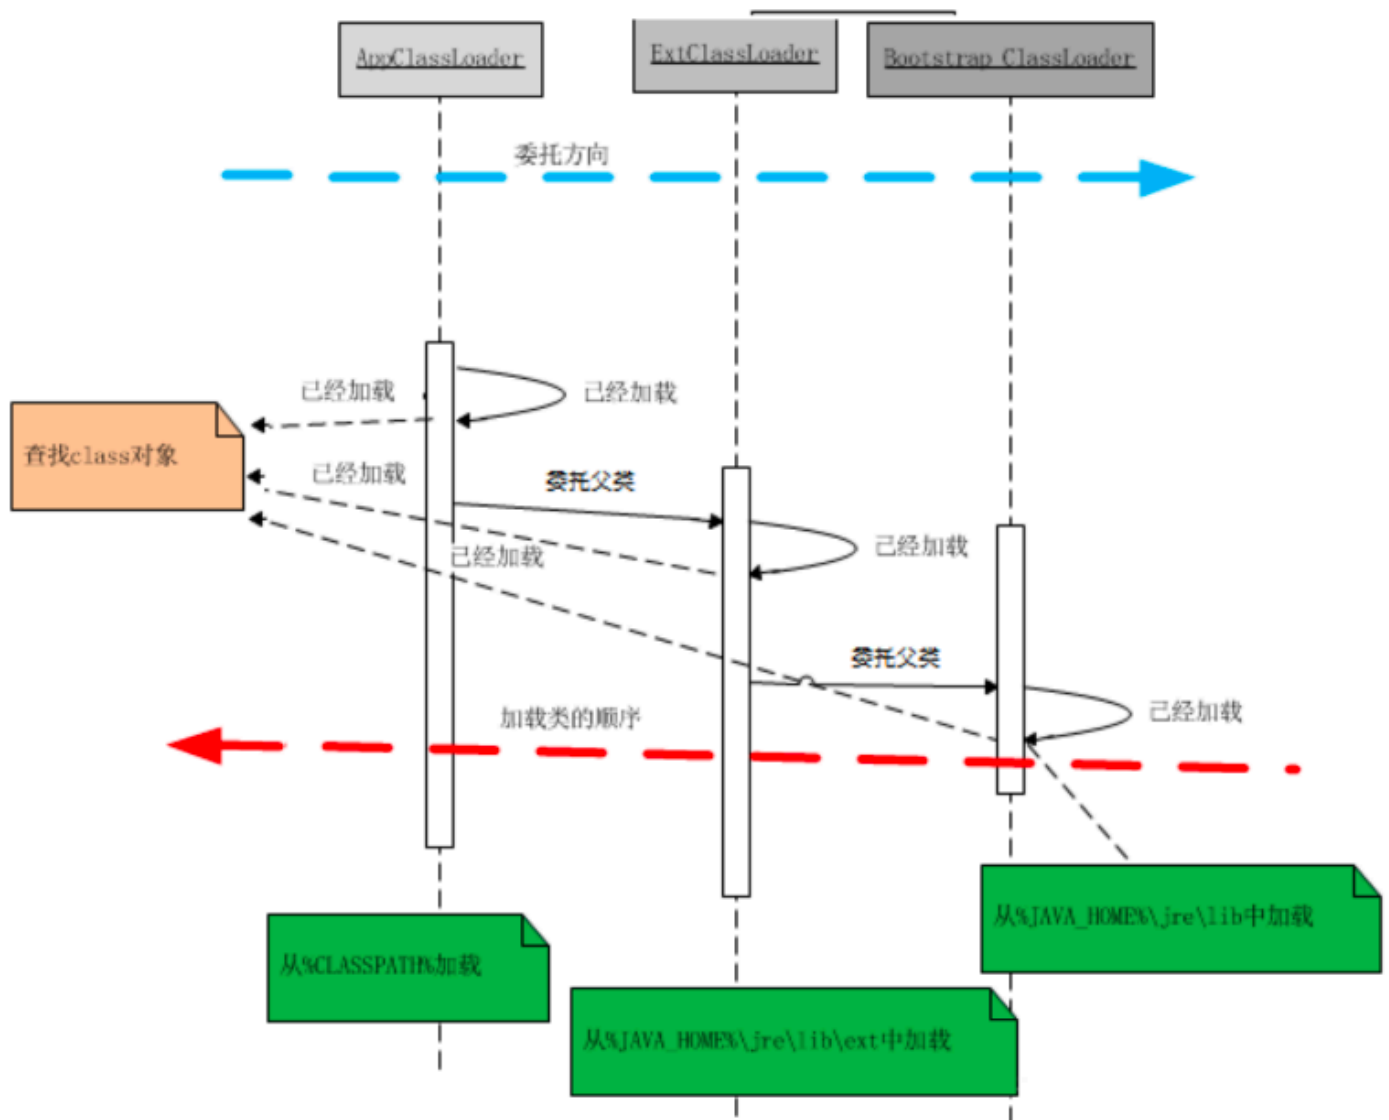 AppClassLoader
ExtClassLoader
Bootstrap ClassLoader
委托方向
已经加载
已经加载
查找class对象
已经加载
委托父类
已经加载
已经加载
委托父类
加载类的顺序
已经加载
从%JAVA_HOME%\jre\lib中加载
从%CLASSPATH%加载
从%JAVA_HOME%\jre\lib\ext中加载